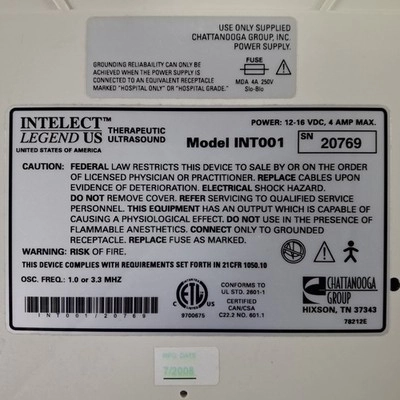 USE ONLY SUPPLIED
CHATTANOOGA GROUP, INC.
POWER SUPPLY.
GROUNDING RELIABAILITY CAN ONLY BE
ACHIEVED WHEN THE POWER SUPPLY IS
CONNECTED TO AN EQUIVALENT RECEPTACLE
MARKED "HOSPITAL ONLY" OR "HOSPITAL GRADE."
FUSE
MDA 4A 250V
Slo-Blo
INTELECT
LEGEND US
UNITED STATES OF AMERICA
THERAPEUTIC
ULTRASOUND
POWER: 12-16 VDC, 4 AMP MAX.
Model INT001
SN
20769
CAUTION: FEDERAL LAW RESTRICTS THIS DEVICE TO SALE BY OR ON THE ORDER
OF LICENSED PHYSICIAN OR PRACTITIONER. REPLACE CABLES UPON
EVIDENCE OF DETERIORATION. ELECTRICAL SHOCK HAZARD.
DO NOT REMOVE COVER. REFER SERVICING TO QUALIFIED SERVICE
PERSONNEL. THIS EQUIPMENT HAS AN OUTPUT WHICH IS CAPABLE OF
CAUSING A PHYSIOLOGICAL EFFECT. DO NOT USE IN THE PRESENCE OF
FLAMMABLE ANESTHETICS. CONNECT ONLY TO GROUNDED
RECEPTACLE. REPLACE FUSE AS MARKED.
WARNING: RISK OF FIRE.
THIS DEVICE COMPLIES WITH REQUIREMENTS SET FORTH IN 21CFR 1050.10
OSC. FREQ.: 1.0 or 3.3 MHZ
INT001/20769
ETL
9700675
CONFORMS TO
UL STD. 2601-1
CERTIFIED
CAN/CSA
C22.2 NO. 601.1
CHATTANOOGA
GROUP
HIXSON, TN 37343
78212E
MFG DATE
7/2008